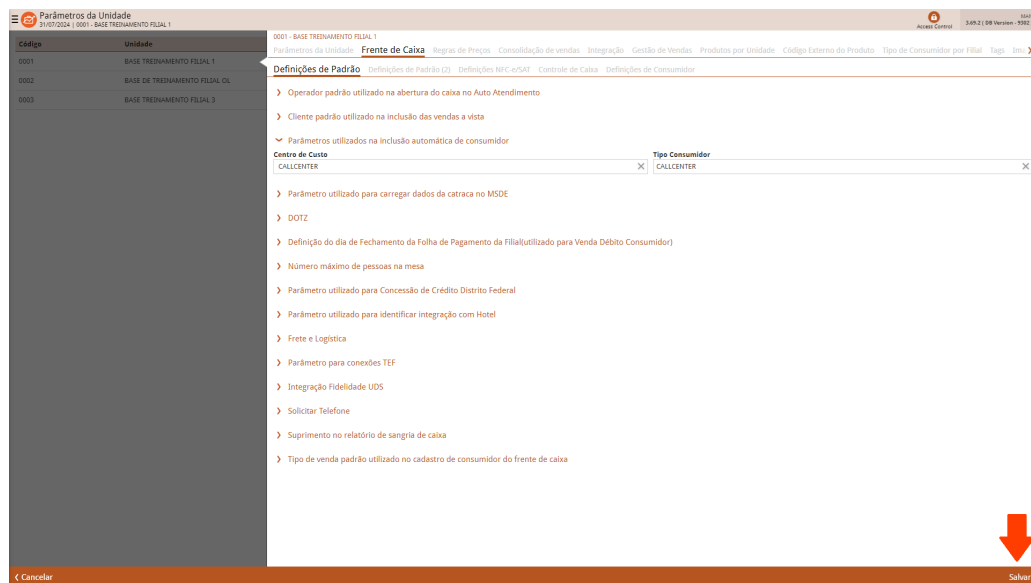 Parâmetros da Unidade
31/07/2024 | 0001 - BASE TREINAMENTO FILIAL 1
Access Control
3.69.2 ( DB Version - 9302
Código Unidade
0001 BASE TREINAMENTO FILIAL 1
0002 BASE DE TREINAMENTO FILIAL OL
0003 BASE TREINAMENTO FILIAL 3
0001 - BASE TREINAMENTO FILIAL 1
Parâmetros da Unidade Frente de Caixa Regras de Preços Consolidação de vendas Integração Gestão de Vendas Produtos por Unidade Código Externo do Produto Tipo de Consumidor por Filial Tags
Definições de Padrão Definições de Padrão (2) Definições NFC-e/SAT Controle de Caixa Definições de Consumidor
Operador padrão utilizado na abertura do caixa no Auto Atendimento
Cliente padrão utilizado na inclusão das vendas a vista
Parâmetros utilizados na inclusão automática de consumidor
Centro de Custo Tipo Consumidor
CALLCENTER CALLCENTER
Parâmetro utilizado para carregar dados da catraca no MSDE
DOTZ
Definição do dia de Fechamento da Folha de Pagamento da Filial(utilizado para Venda Débito Consumidor)
Número máximo de pessoas na mesa
Parâmetro utilizado para Concessão de Crédito Distrito Federal
Parâmetro utilizado para identificar integração com Hotel
Frete e Logística
Parâmetro para conexões TEF
Integração Fidelidade UDS
Solicitar Telefone
Suprimento no relatório de sangria de caixa
Tipo de venda padrão utilizado no cadastro de consumidor do frente de caixa
Cancelar Salvar